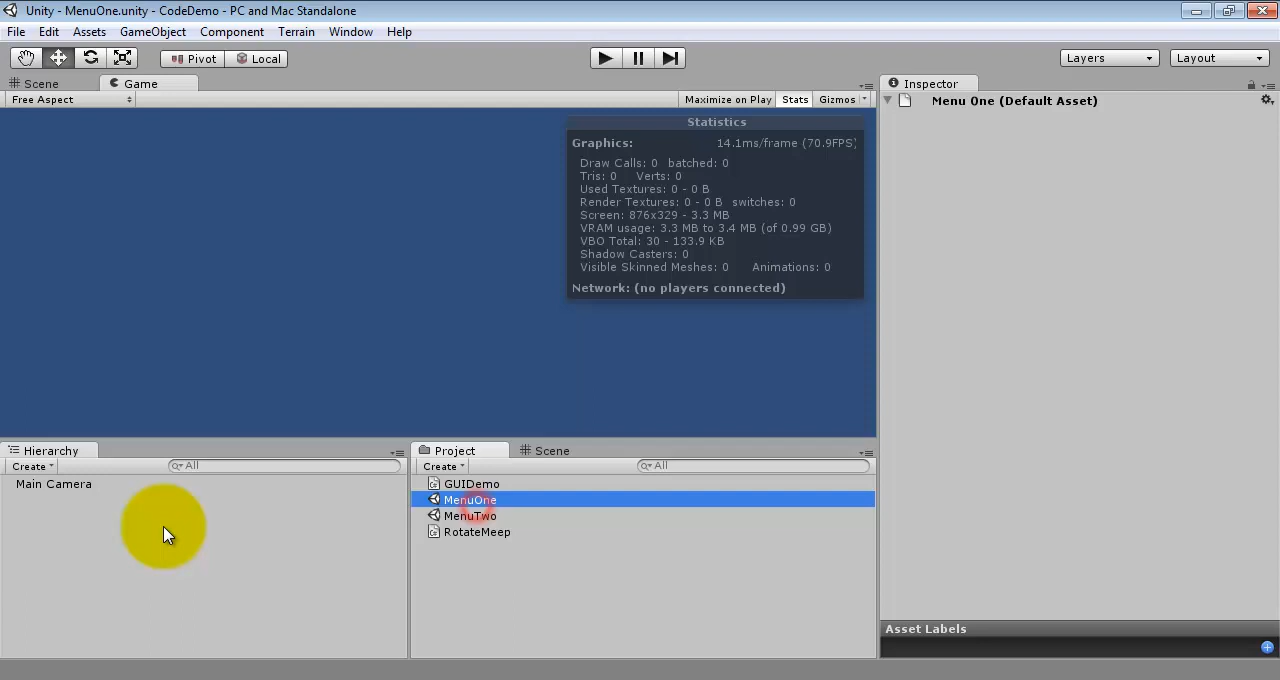 Unity - MenuOne.unity - CodeDemo - PC and Mac Standalone
File Edit Assets GameObject Component Terrain Window Help
Pivot Local Layers Layout
Scene Game Inspector
Free Aspect Maximize on Play Stats Gizmos Menu One (Default Asset)
Statistics
Graphics: 14.1ms/frame (70.9FPS)
Draw Calls: 0 batched: 0
Tris: 0 Verts: 0
Used Textures: 0 - 0 B
Render Textures: 0 - 0 B switches: 0
Screen: 876x329 - 3.3 MB
VRAM usage: 3.3 MB to 3.4 MB (of 0.99 GB)
VBO Total: 30 - 133.9 KB
Shadow Casters: 0
Visible Skinned Meshes: 0 Animations: 0
Network: (no players connected)
Hierarchy Project Scene
Create All Create All
Main Camera GUIDemo
MenuOne
MenuTwo
RotateMeep
Asset Labels